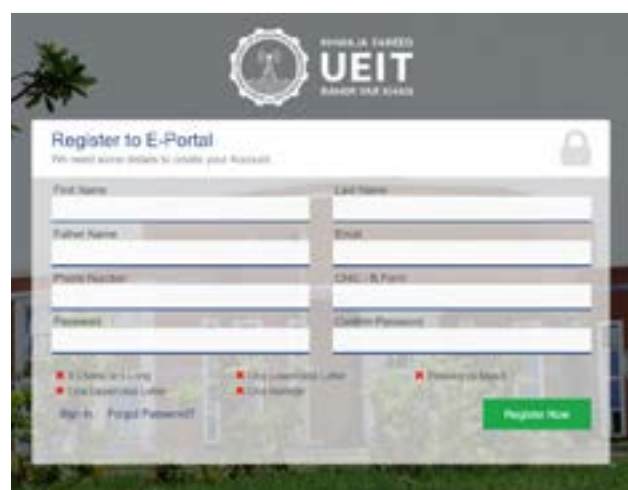 KHWAJA FAREED
UEIT
RAHIM YAR KHAN
Register to E-Portal
We need some details to create your Account.
First Name
Last Name
Father Name
Email
Phone Number
CNIC / B.Form
Password
Confirm Password
One Uppercase Letter
One Lowercase Letter
One Number
Sign In
Forgot Password?
Register Now